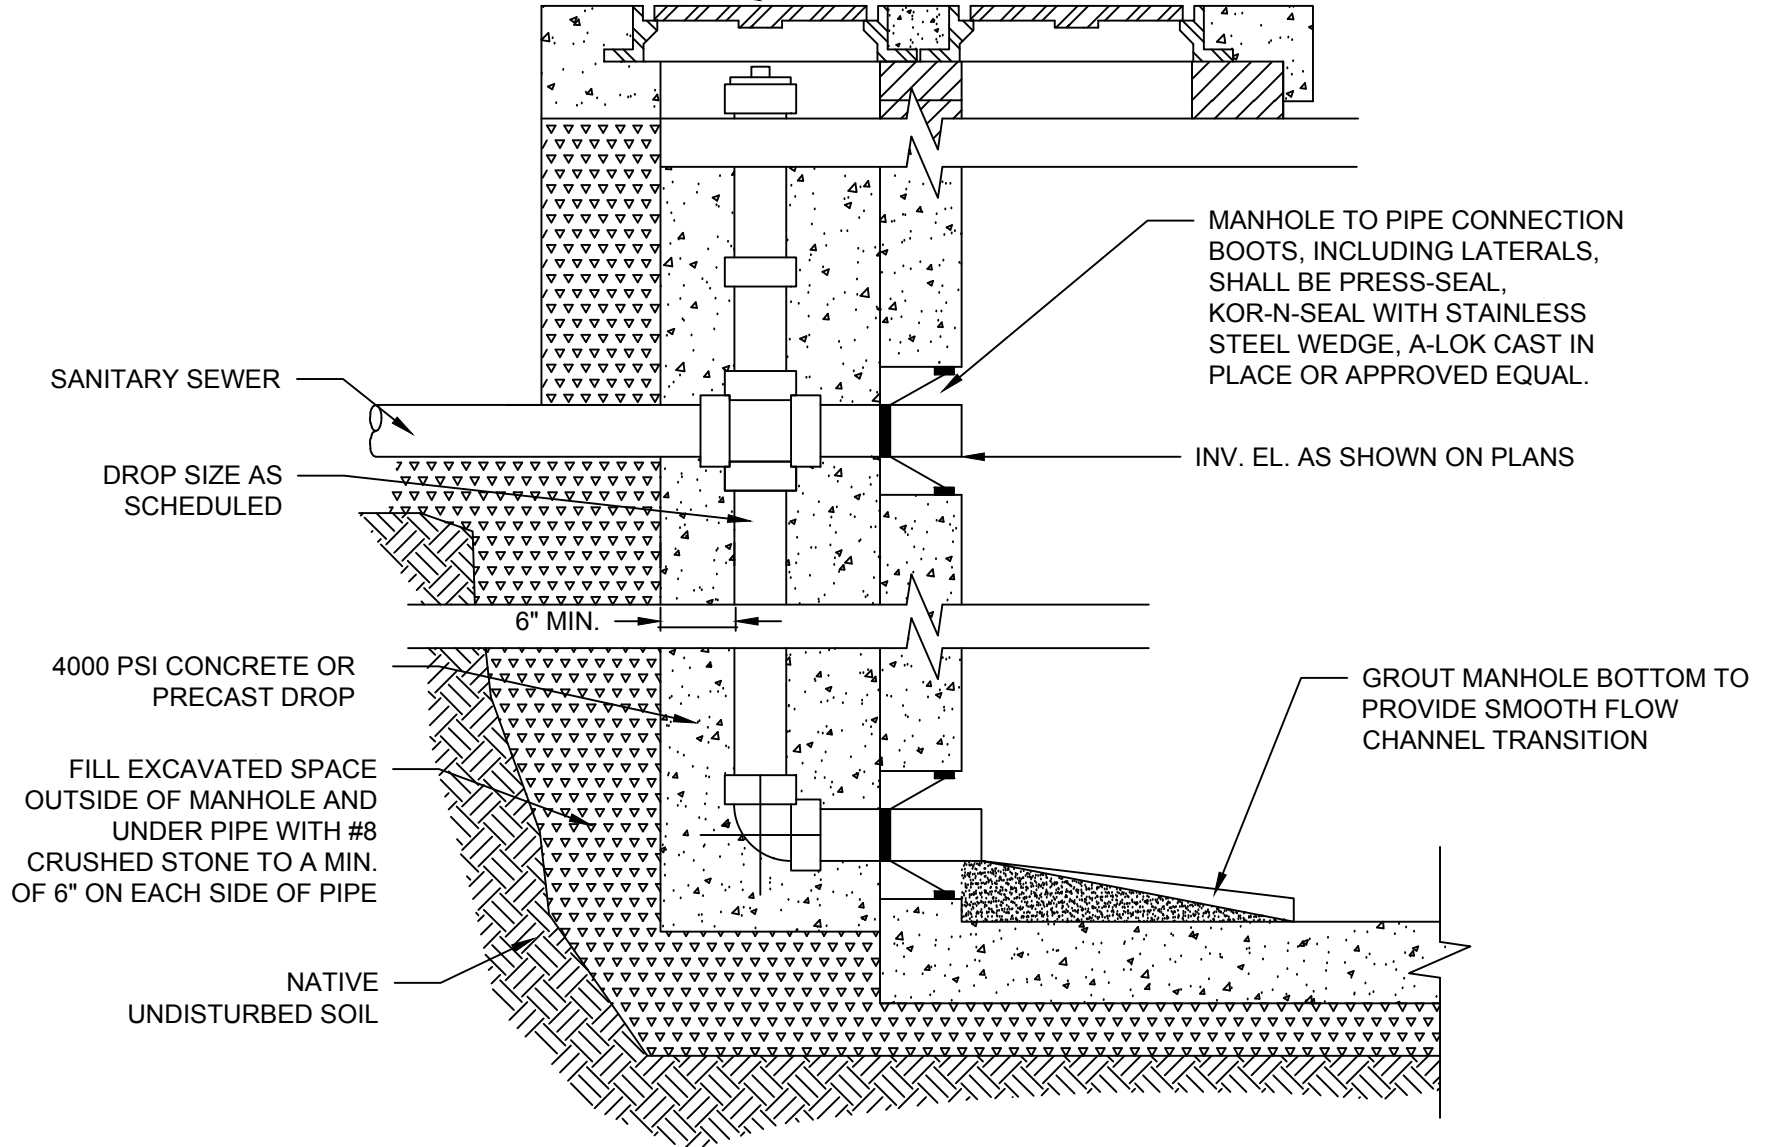 MANHOLE TO PIPE CONNECTION
BOOTS, INCLUDING LATERALS,
SHALL BE PRESS-SEAL,
KOR-N-SEAL WITH STAINLESS
STEEL WEDGE, A-LOK CAST IN
PLACE OR APPROVED EQUAL.
SANITARY SEWER
INV. EL. AS SHOWN ON PLANS
DROP SIZE AS
SCHEDULED
6" MIN.
4000 PSI CONCRETE OR
PRECAST DROP
GROUT MANHOLE BOTTOM TO
PROVIDE SMOOTH FLOW
CHANNEL TRANSITION
FILL EXCAVATED SPACE
OUTSIDE OF MANHOLE AND
UNDER PIPE WITH #8
CRUSHED STONE TO A MIN.
OF 6" ON EACH SIDE OF PIPE
NATIVE
UNDISTURBED SOIL